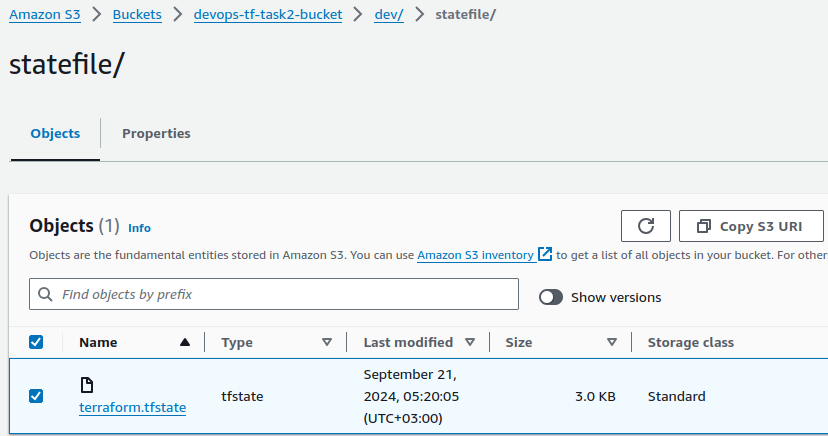 Amazon S3 > Buckets > devops-tf-task2-bucket > dev/ > statefile/
statefile/
Objects Properties
Objects (1) Info
Copy S3 URI
Objects are the fundamental entities stored in Amazon S3. You can use Amazon S3 inventory to get a list of all objects in your bucket. For other
Find objects by prefix
Show versions
Name Type Last modified Size Storage class
terraform.tfstate tfstate September 21,
2024, 05:20:05
(UTC+03:00) 3.0 KB Standard